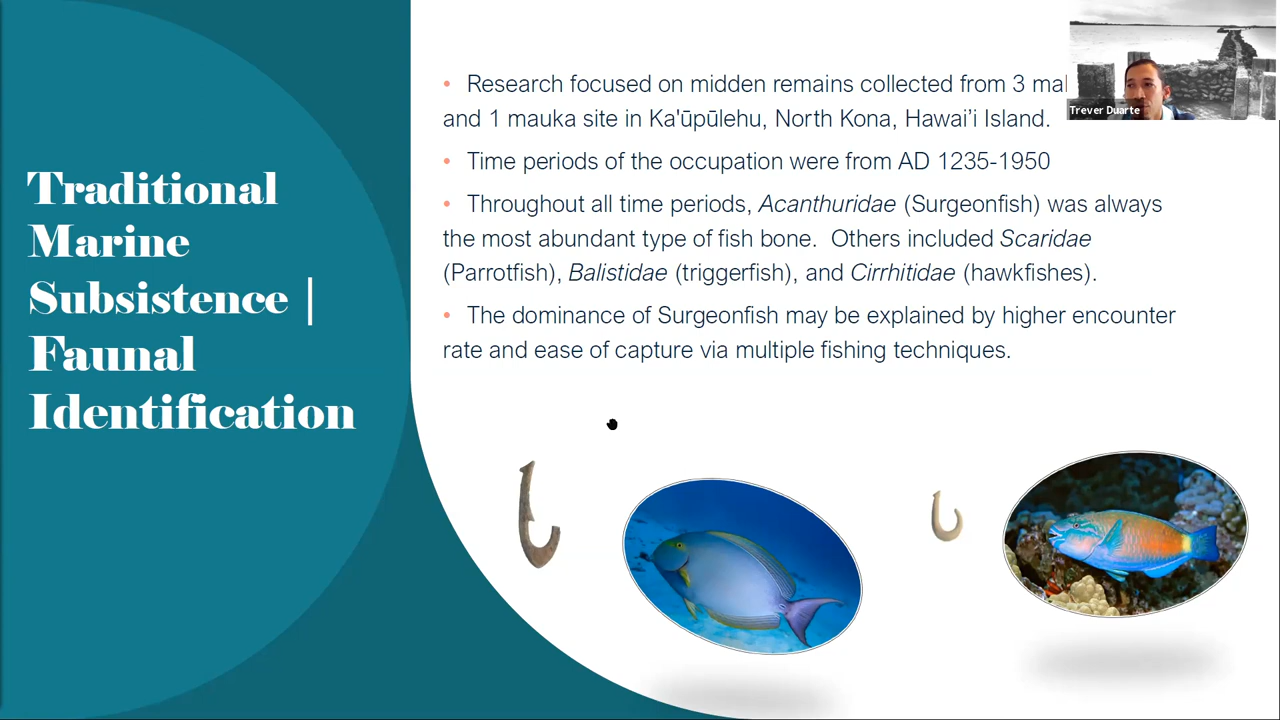 Traditional
Marine
Subsistence |
Faunal
Identification
• Research focused on midden remains collected from 3
and 1 mauka site in Ka'ūpūlehu, North Kona, Hawai’i Island.
• Time periods of the occupation were from AD 1235-1950
• Throughout all time periods, Acanthuridae (Surgeonfish) was always
the most abundant type of fish bone. Others included Scaridae
(Parrotfish), Balistidae (triggerfish), and Cirrhitidae (hawkfishes).
• The dominance of Surgeonfish may be explained by higher encounter
rate and ease of capture via multiple fishing techniques.
Trever Duarte